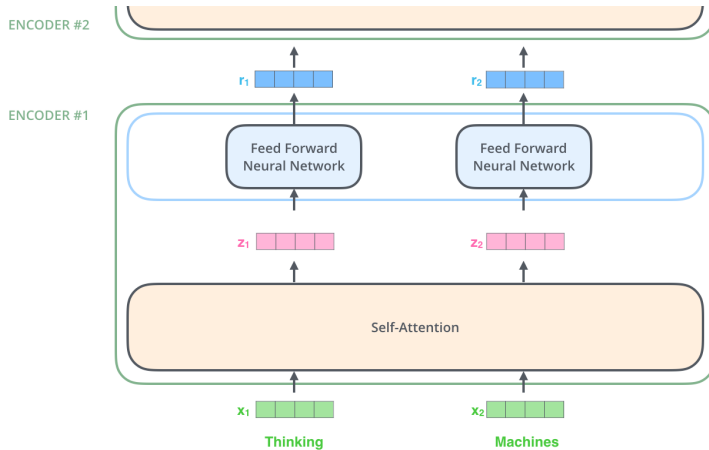 ENCODER #2
r₁
r₂
ENCODER #1
Feed Forward
Neural Network
Feed Forward
Neural Network
z₁
z₂
Self-Attention
x₁
x₂
Thinking
Machines